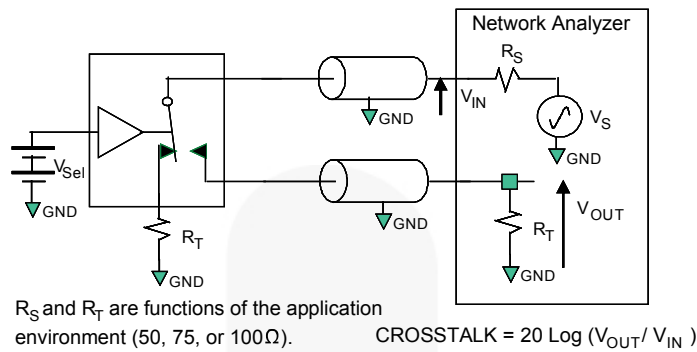 Network Analyzer
R_S
V_IN
V_S
GND
GND
V_Sel
GND
R_T
GND
GND
R_T
V_OUT
GND
R_S and R_T are functions of the application
environment (50, 75, or 100Ω).
CROSSTALK = 20 Log (V_OUT/ V_IN )